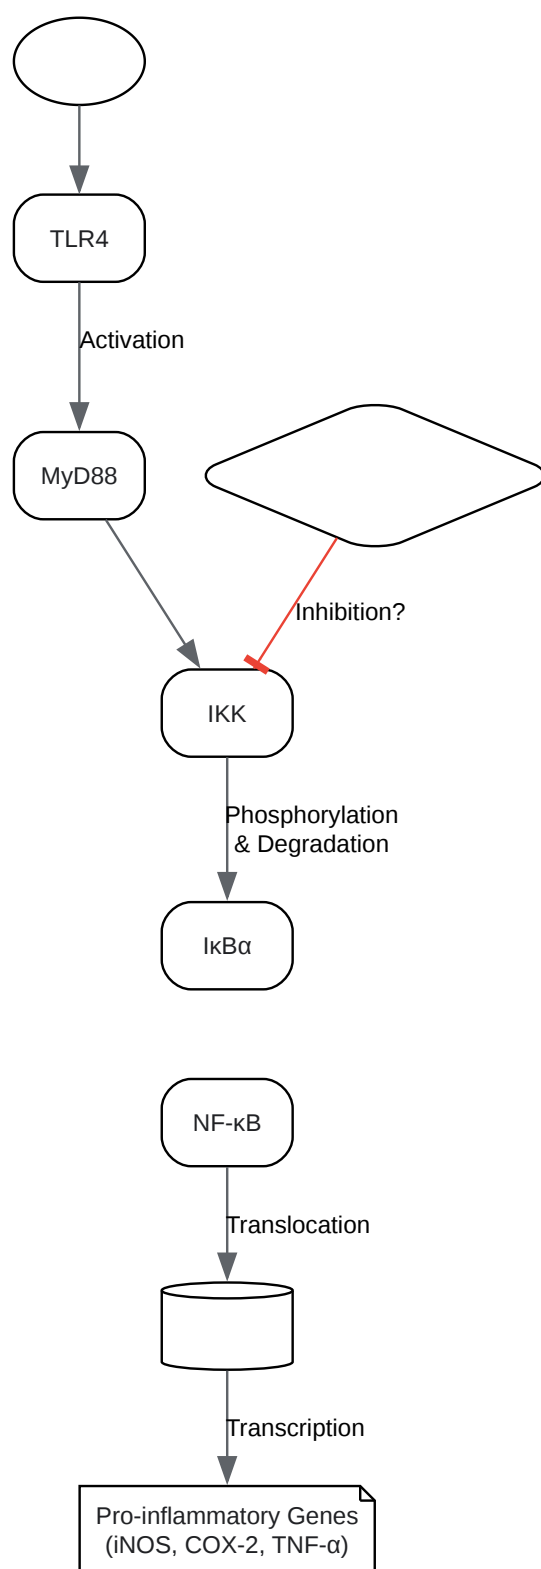 TLR4
Activation
MyD88
Inhibition?
IKK
Phosphorylation
& Degradation
IκBα
NF-κB
Translocation
Transcription
Pro-inflammatory Genes
(iNOS, COX-2, TNF-α)